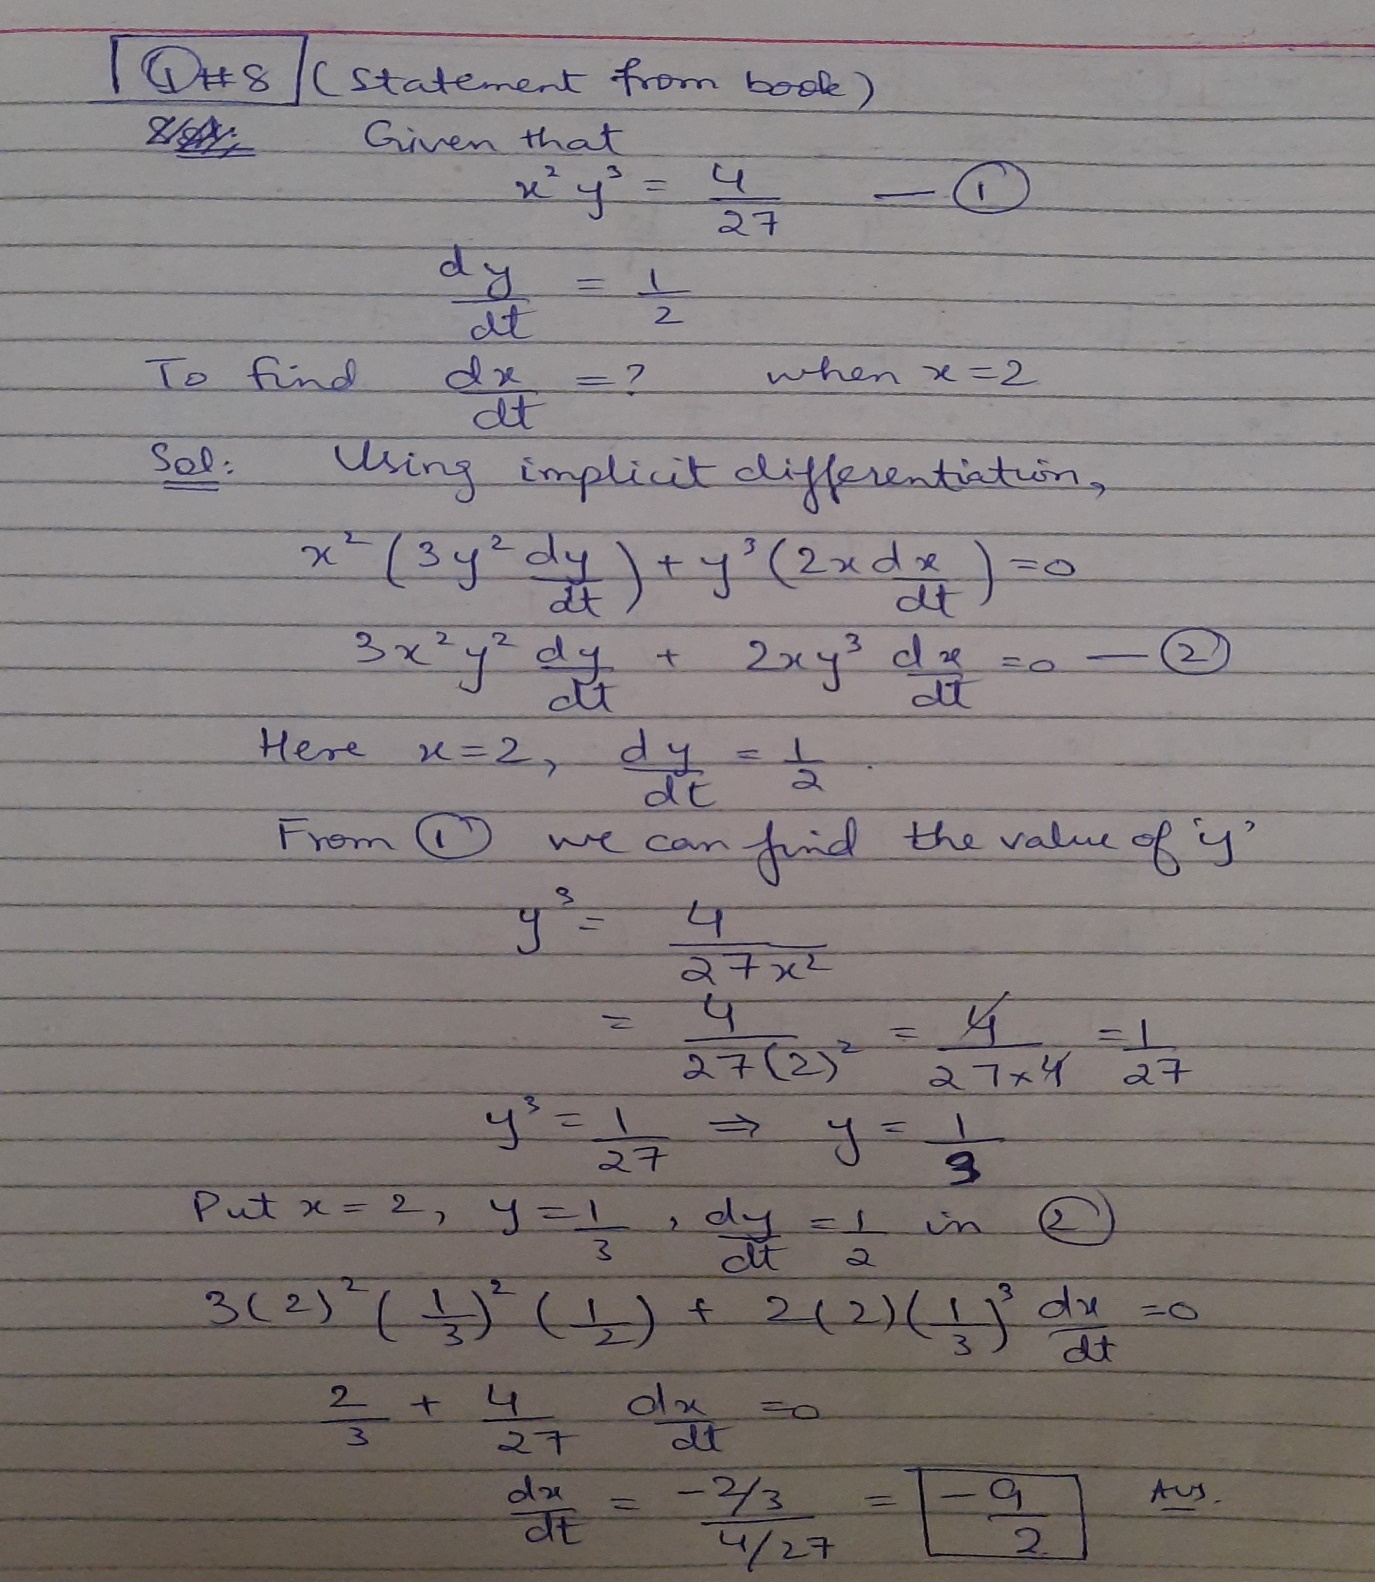 Q#8 (Statement from book)
Given that
x² y³ = 4/27 — ①
dy/dt = 1/2
To find dx/dt = ? when x=2
Sol: Using implicit differentiation,
x² (3y² dy/dt) + y³ (2x dx/dt) = 0
3x²y² dy/dt + 2xy³ dx/dt = 0 — ②
Here x=2, dy/dt = 1/2.
From ① we can find the value of 'y'
y³ = 4/27x²
= 4/27(2)² = 4/27×4 = 1/27
y³ = 1/27 ⇒ y = 1/3
Put x = 2, y = 1/3, dy/dt = 1/2 in ②
3(2)² (1/3)² (1/2) + 2(2)(1/3)³ dx/dt = 0
2/3 + 4/27 dx/dt = 0
dx/dt = -2/3 / 4/27 = -9/2 Ans.